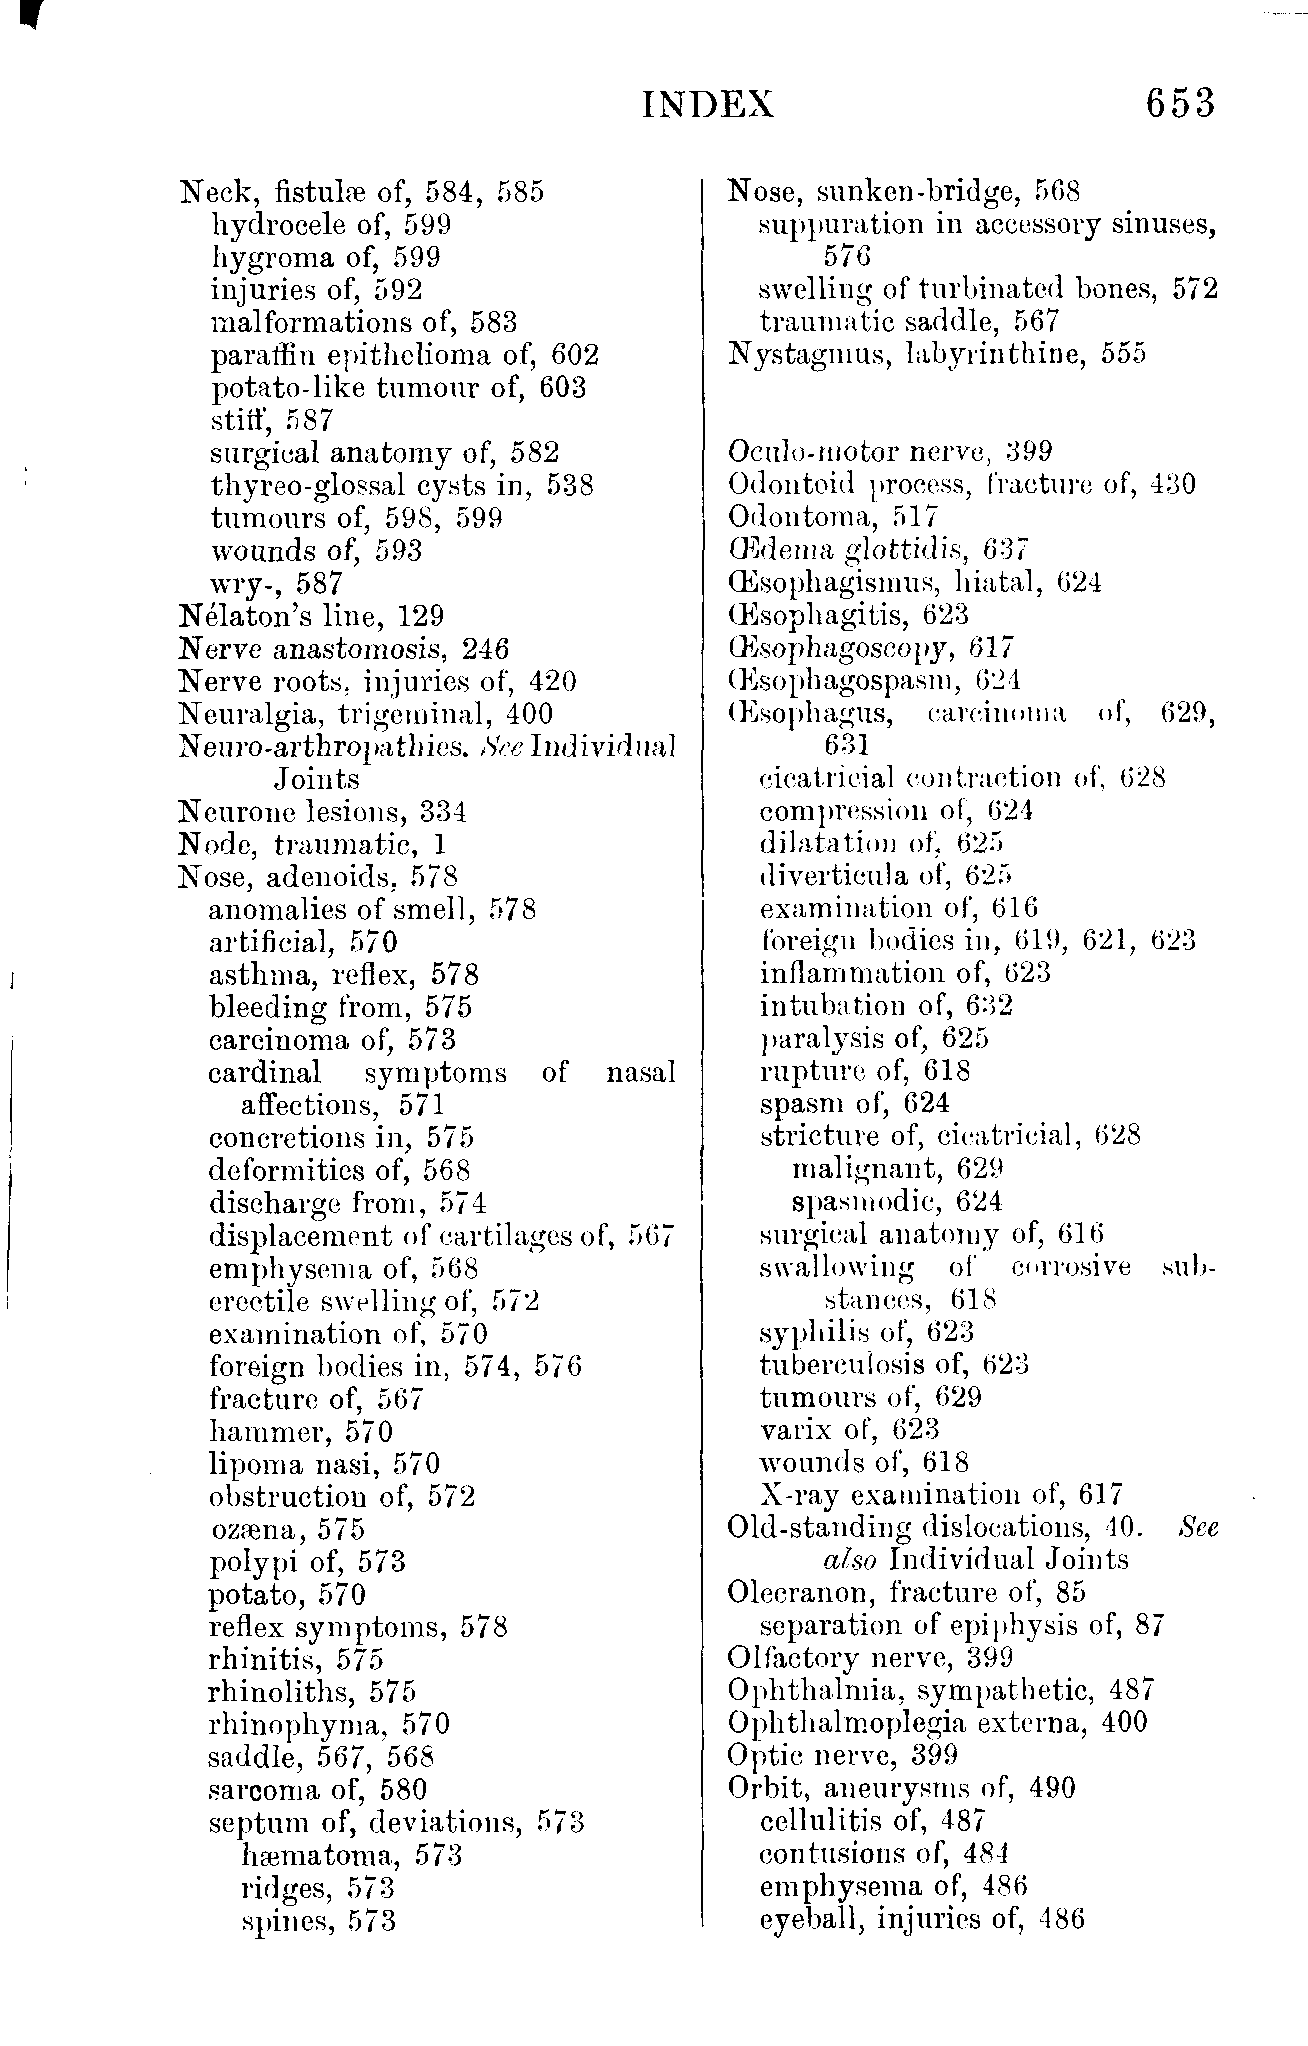 INDEX 653
Neck, fistulæ of, 584, 585
hydrocele of, 599
hygroma of, 599
injuries of, 592
malformations of, 583
paraffin epithelioma of, 602
potato-like tumour of, 603
stiff, 587
surgical anatomy of, 582
thyreo-glossal cysts in, 538
tumours of, 598, 599
wounds of, 593
wry-, 587
Nélaton's line, 129
Nerve anastomosis, 246
Nerve roots, injuries of, 420
Neuralgia, trigeminal, 400
Neuro-arthropathies. See Individual
Joints
Neurone lesions, 334
Node, traumatic, 1
Nose, adenoids, 578
anomalies of smell, 578
artificial, 570
asthma, reflex, 578
bleeding from, 575
carcinoma of, 573
cardinal symptoms of nasal
affections, 571
concretions in, 575
deformities of, 568
discharge from, 574
displacement of cartilages of, 567
emphysema of, 568
erectile swelling of, 572
examination of, 570
foreign bodies in, 574, 576
fracture of, 567
hammer, 570
lipoma nasi, 570
obstruction of, 572
ozæna, 575
polypi of, 573
potato, 570
reflex symptoms, 578
rhinitis, 575
rhinoliths, 575
rhinophyma, 570
saddle, 567, 568
sarcoma of, 580
septum of, deviations, 573
hæmatoma, 573
ridges, 573
spines, 573
Nose, sunken-bridge, 568
suppuration in accessory sinuses,
576
swelling of turbinated bones, 572
traumatic saddle, 567
Nystagmus, labyrinthine, 555
Oculo-motor nerve, 399
Odontoid process, fracture of, 430
Odontoma, 517
Œdema glottidis, 637
Œsophagismus, hiatal, 624
Œsophagitis, 623
Œsophagoscopy, 617
Œsophagospasm, 624
Œsophagus, carcinoma of, 629,
631
cicatricial contraction of, 628
compression of, 624
dilatation of, 625
diverticula of, 625
examination of, 616
foreign bodies in, 619, 621, 623
inflammation of, 623
intubation of, 632
paralysis of, 625
rupture of, 618
spasm of, 624
stricture of, cicatricial, 628
malignant, 629
spasmodic, 624
surgical anatomy of, 616
swallowing of corrosive sub-
stances, 618
syphilis of, 623
tuberculosis of, 623
tumours of, 629
varix of, 623
wounds of, 618
X-ray examination of, 617
Old-standing dislocations, 40. See
also Individual Joints
Olecranon, fracture of, 85
separation of epiphysis of, 87
Olfactory nerve, 399
Ophthalmia, sympathetic, 487
Ophthalmoplegia externa, 400
Optic nerve, 399
Orbit, aneurysms of, 490
cellulitis of, 487
contusions of, 484
emphysema of, 486
eyeball, injuries of, 486